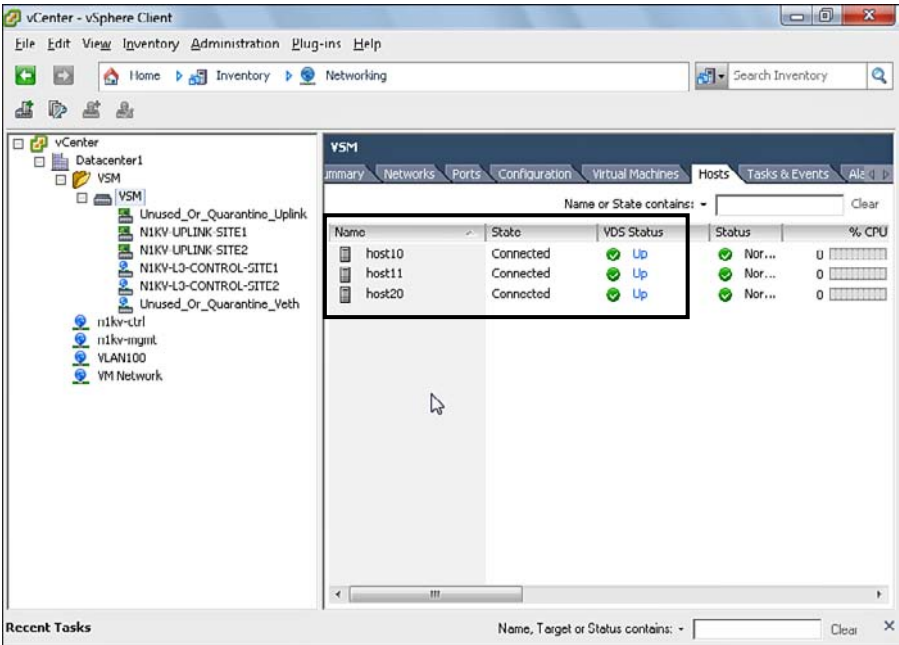 vCenter - vSphere Client
File Edit View Inventory Administration Plug-ins Help
Home Inventory Networking Search Inventory
vCenter
Datacenter1
VSM
VSM
Unused_Or_Quarantine_Uplink
N1KV-UPLINK-SITE1
N1KV-UPLINK-SITE2
N1KV-L3-CONTROL-SITE1
N1KV-L3-CONTROL-SITE2
Unused_Or_Quarantine_Veth
n1kv-ctrl
n1kv-mgmt
VLAN100
VM Network
VSM
ummary Networks Ports Configuration Virtual Machines Hosts Tasks & Events Ala
Name or State contains: Clear
Name State VDS Status Status % CPU
host10 Connected Up Nor... 0
host11 Connected Up Nor... 0
host20 Connected Up Nor... 0
Recent Tasks Name, Target or Status contains: Clear